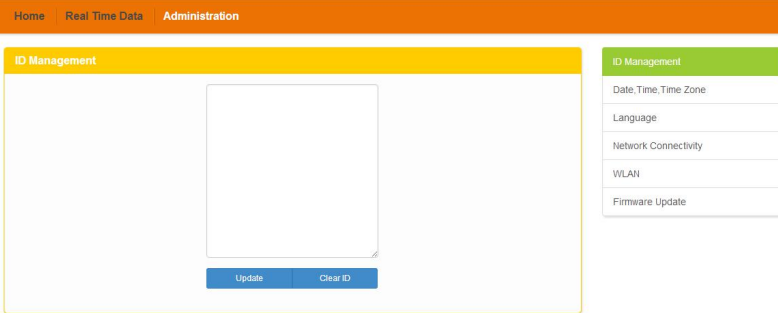 Home Real Time Data Administration
ID Management
Update Clear ID
ID Management
Date,Time,Time Zone
Language
Network Connectivity
WLAN
Firmware Update